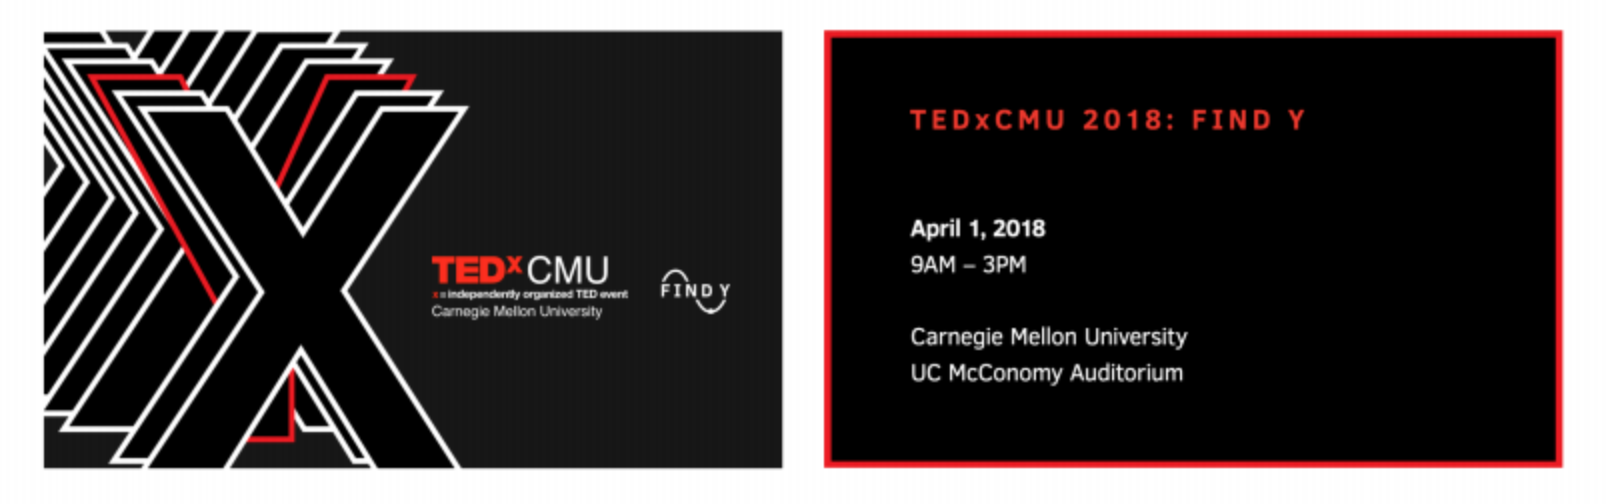 TEDxCMU
x = independently organized TED event
Carnegie Mellon University
FIND Y
TEDxCMU 2018: FIND Y
April 1, 2018
9AM – 3PM
Carnegie Mellon University
UC McConomy Auditorium